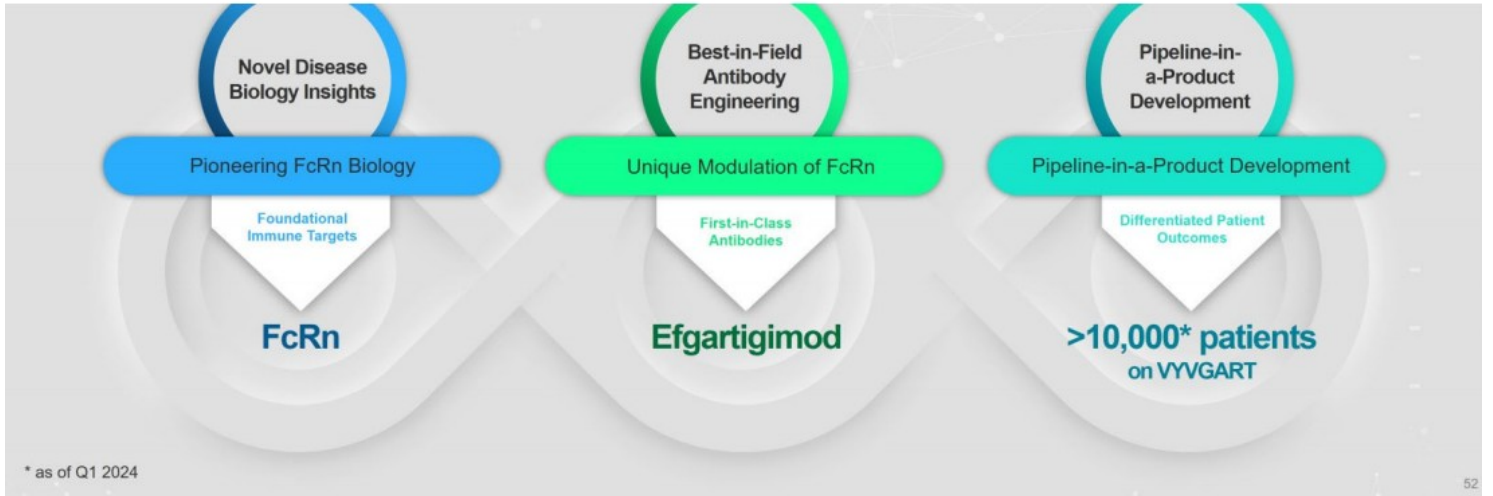 Novel Disease
Biology Insights
Pioneering FcRn Biology
Foundational
Immune Targets
FcRn
Best-in-Field
Antibody
Engineering
Unique Modulation of FcRn
First-in-Class
Antibodies
Efgartigimod
Pipeline-in-
a-Product
Development
Pipeline-in-a-Product Development
Differentiated Patient
Outcomes
>10,000* patients
on VYVGART
* as of Q1 2024
52